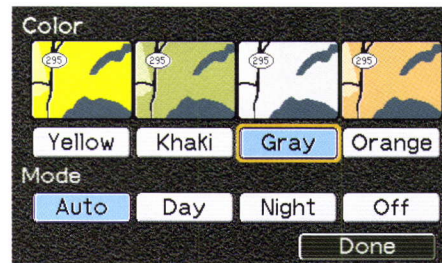 Color
295 295 295 295
Yellow Khaki Gray Orange
Mode
Auto Day Night Off
Done